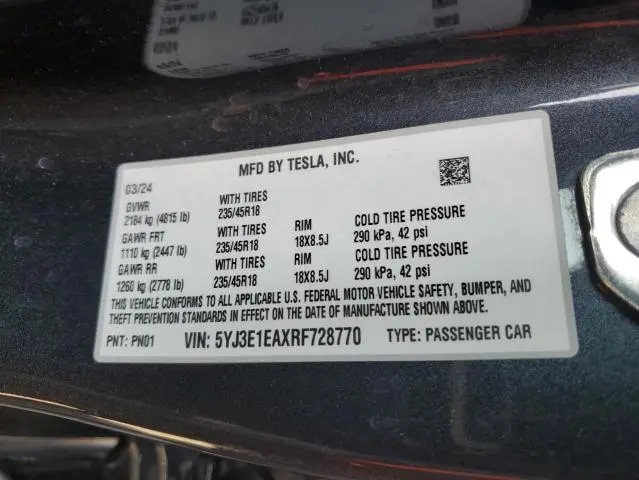 MFD BY TESLA, INC.
03/24
GVWR WITH TIRES
2184 kg (4815 lb) 235/45R18
GAWR FRT WITH TIRES RIM COLD TIRE PRESSURE
1110 kg (2447 lb) 235/45R18 18X8.5J 290 kPa, 42 psi
GAWR RR WITH TIRES RIM COLD TIRE PRESSURE
1260 kg (2778 lb) 235/45R18 18X8.5J 290 kPa, 42 psi
THIS VEHICLE CONFORMS TO ALL APPLICABLE U.S. FEDERAL MOTOR VEHICLE SAFETY, BUMPER, AND
THEFT PREVENTION STANDARDS IN EFFECT ON THE DATE OF MANUFACTURE SHOWN ABOVE.
PNT: PN01 VIN: 5YJ3E1EAXRF728770 TYPE: PASSENGER CAR